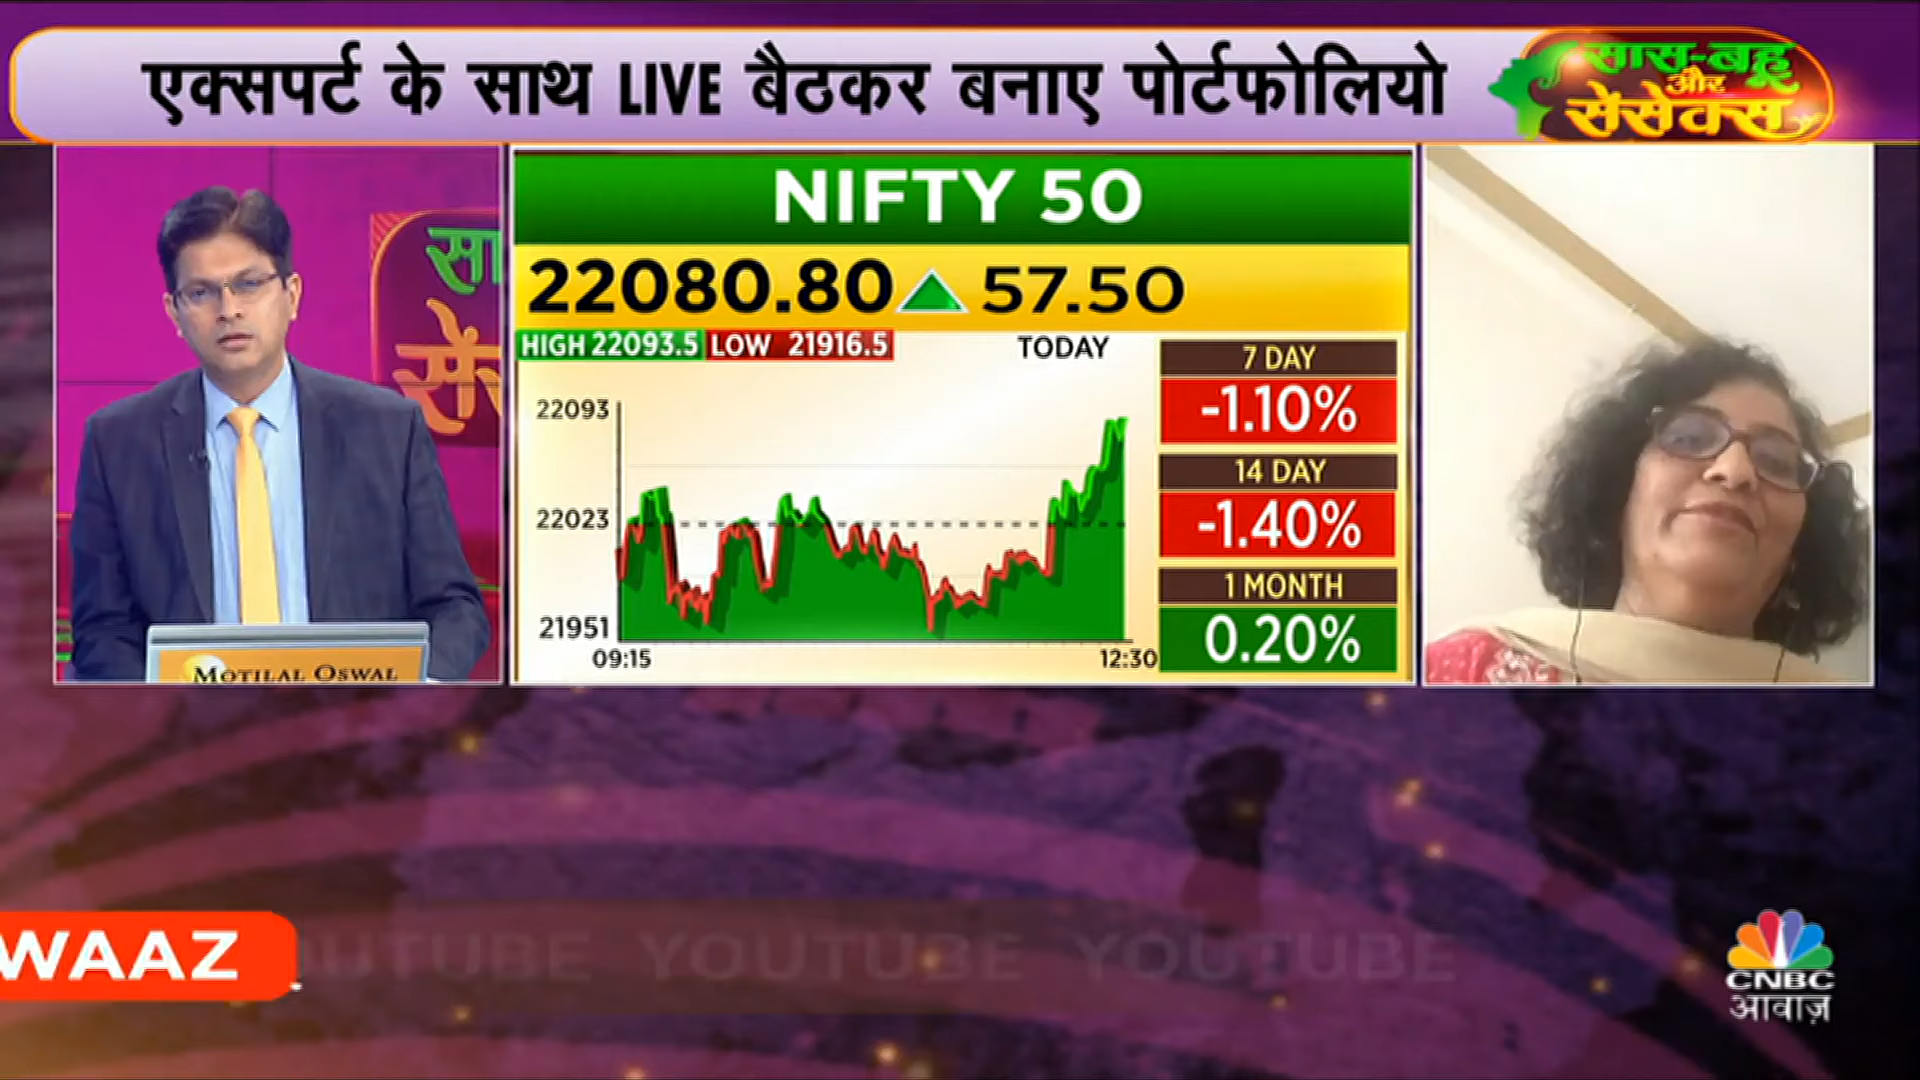 एक्सपर्ट के साथ LIVE बैठकर बनाए पोर्टफोलियो
सास-बहू
और
सेंसेक्स
सा
सें
MOTILAL OSWAL
NIFTY 50
22080.80 ▲ 57.50
HIGH 22093.5 LOW 21916.5
TODAY
22093
22023
21951
09:15 12:30
7 DAY
-1.10%
14 DAY
-1.40%
1 MONTH
0.20%
WAAZ
OUTUBE YOUTUBE YOUTUBE
CNBC
आवाज़